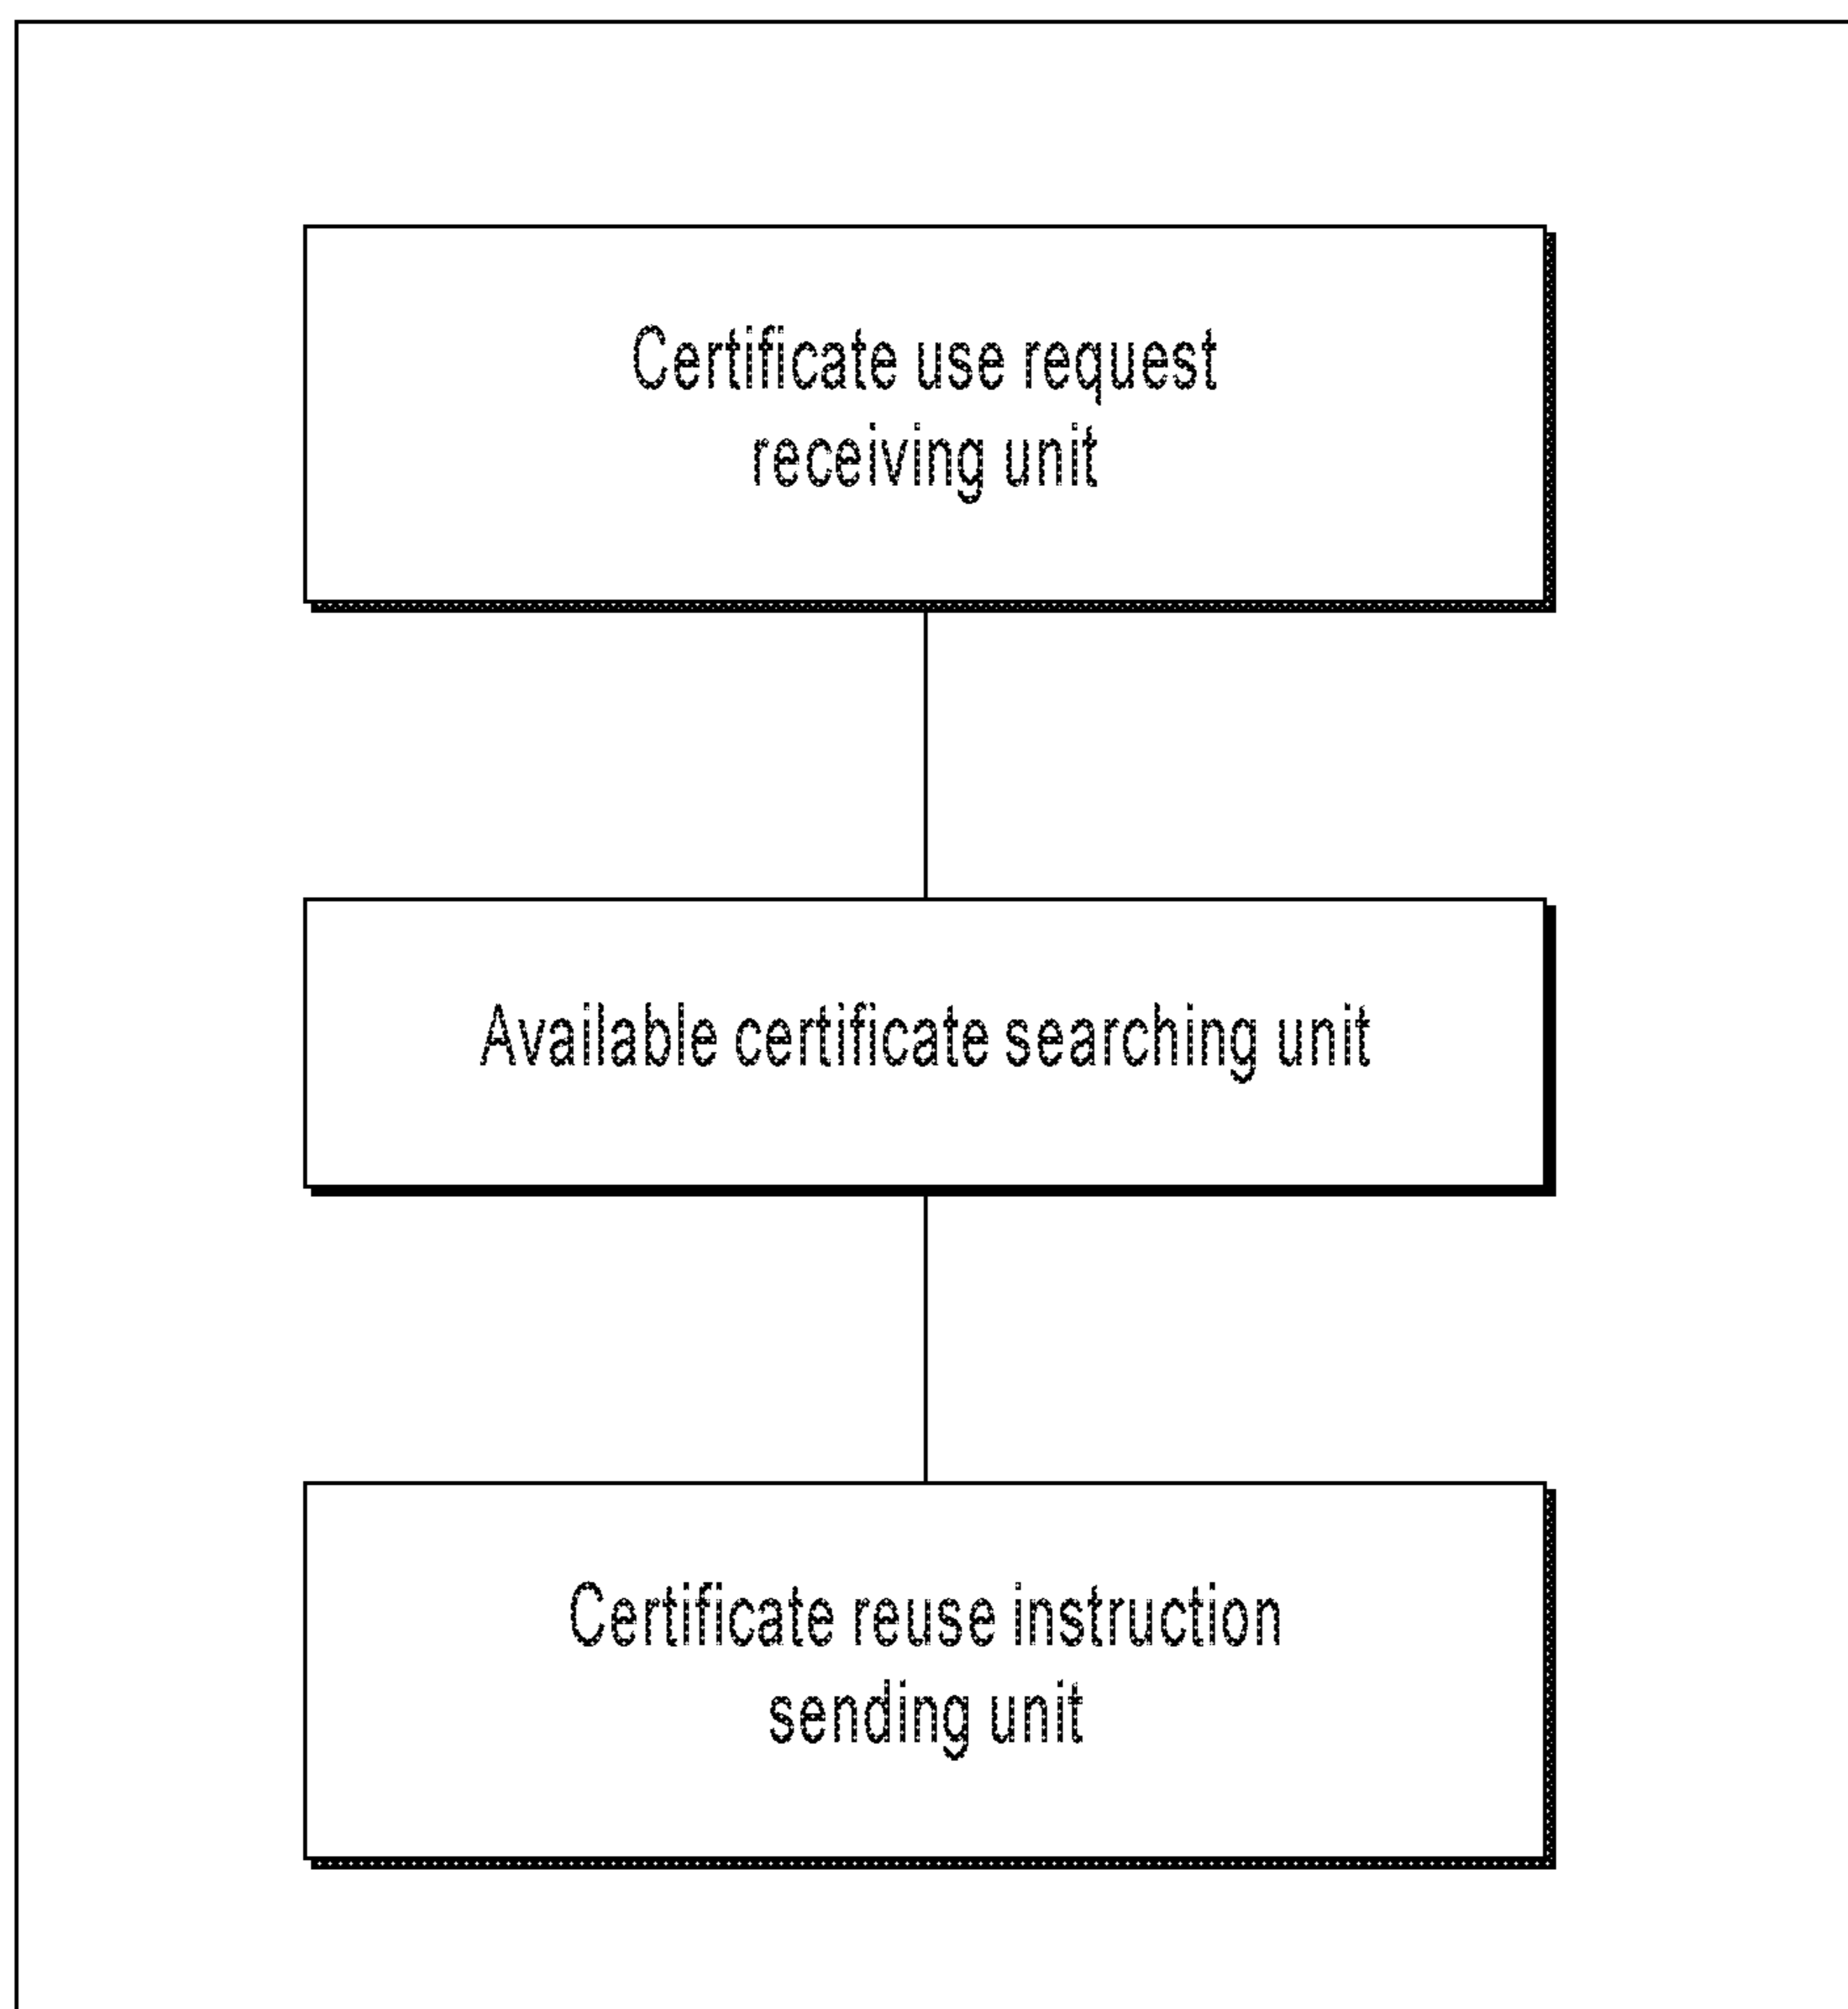 Certificate use request
receiving unit
Available certificate searching unit
Certificate reuse instruction
sending unit